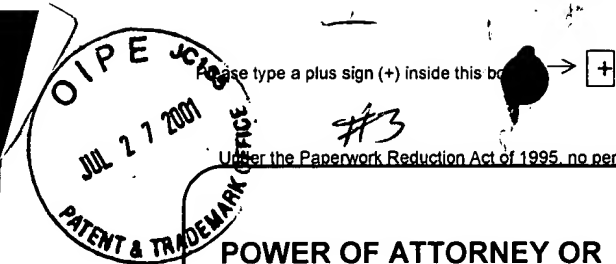 OIPE JC135
JUL 27 2001
PATENT & TRADEMARK OFFICE
ase type a plus sign (+) inside this bo → +
#3
Under the Paperwork Reduction Act of 1995, no per
POWER OF ATTORNEY OR